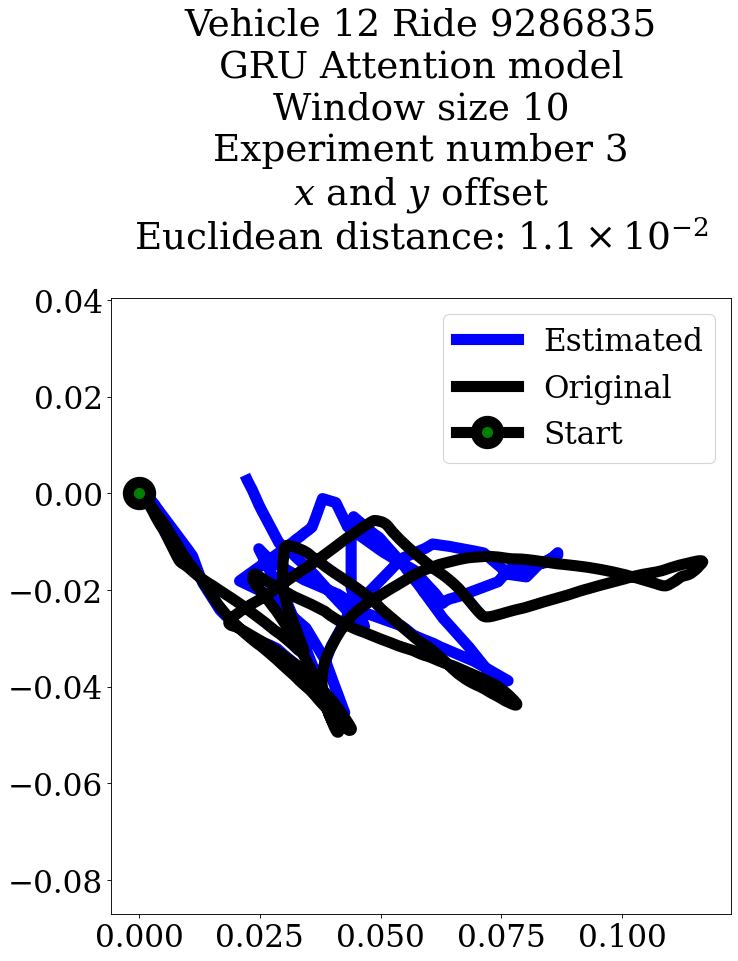 Vehicle 12 Ride 9286835
GRU Attention model
Window size 10
Experiment number 3
x and y offset
Euclidean distance: 1.1 × 10⁻²
0.04
0.02
0.00
−0.02
−0.04
−0.06
−0.08
Estimated
Original
Start
0.000 0.025 0.050 0.075 0.100